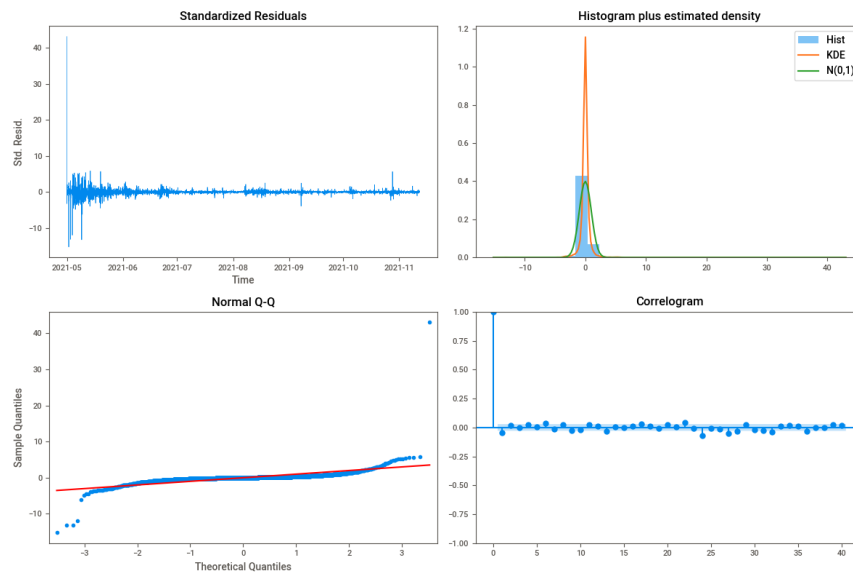 Standardized Residuals
40
30
20
10
0
−10
Std. Resid.
2021-05 2021-06 2021-07 2021-08 2021-09 2021-10 2021-11
Time
Histogram plus estimated density
1.2
1.0
0.8
0.6
0.4
0.2
0.0
−10 0 10 20 30 40
Hist
KDE
N(0,1)
Normal Q-Q
40
30
20
10
0
−10
Sample Quantiles
−3 −2 −1 0 1 2 3
Theoretical Quantiles
Correlogram
1.00
0.75
0.50
0.25
0.00
−0.25
−0.50
−0.75
−1.00
0 5 10 15 20 25 30 35 40